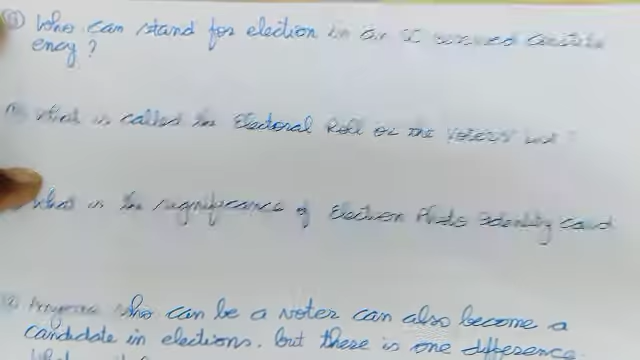 Who can stand for election in an SC reserved constitu
ency?
What is called the Electoral Roll or the Voters' List?
What is the significance of Election Photo Identity Card
Anyone who can be a voter can also become a
candidate in elections. but there is one difference.